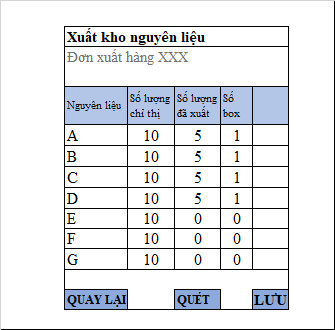 Xuất kho nguyên liệu
Đơn xuất hàng XXX
Nguyên liệu Số lượng chỉ thị Số lượng đã xuất Số box
A 10 5 1
B 10 5 1
C 10 5 1
D 10 5 1
E 10 0 0
F 10 0 0
G 10 0 0
QUAY LẠI QUÉT LƯU